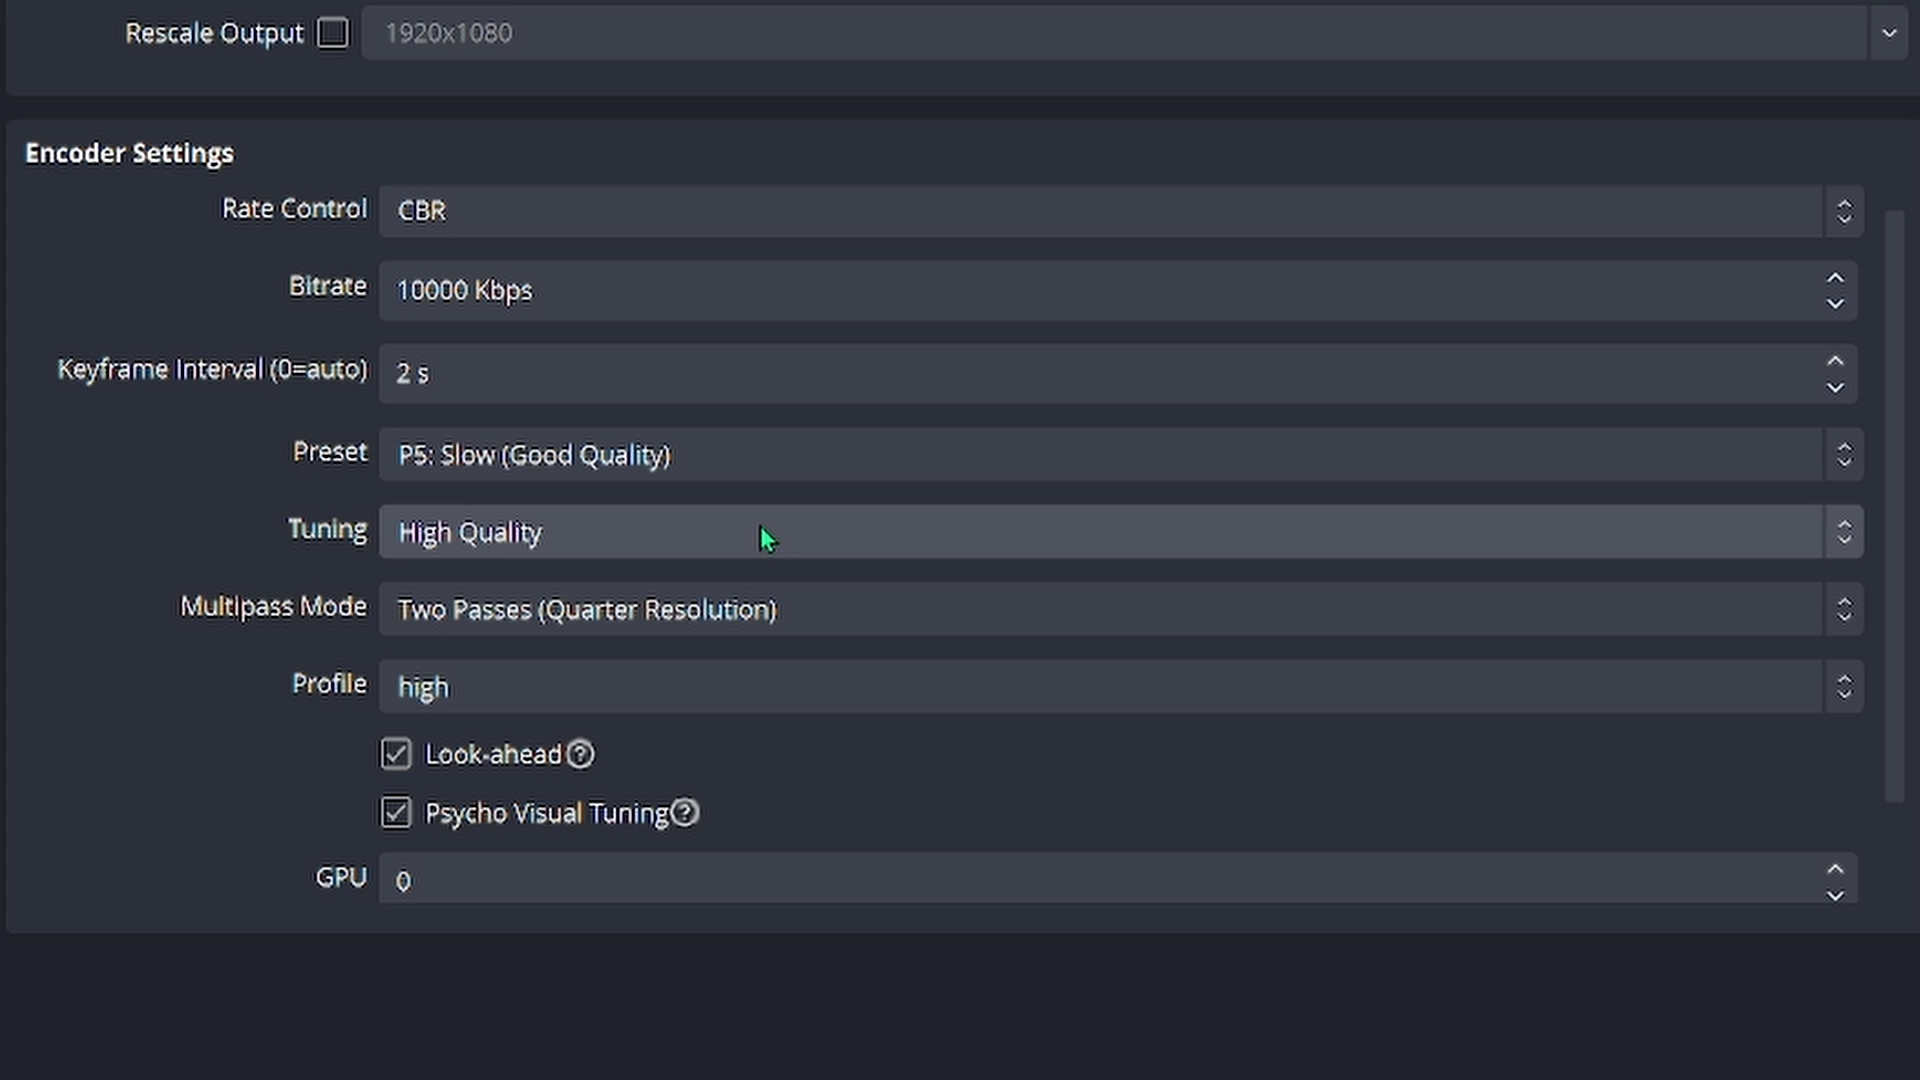 Rescale Output 1920x1080
Encoder Settings
Rate Control CBR
Bitrate 10000 Kbps
Keyframe Interval (0=auto) 2 s
Preset P5: Slow (Good Quality)
Tuning High Quality
Multipass Mode Two Passes (Quarter Resolution)
Profile high
Look-ahead ?
Psycho Visual Tuning ?
GPU 0